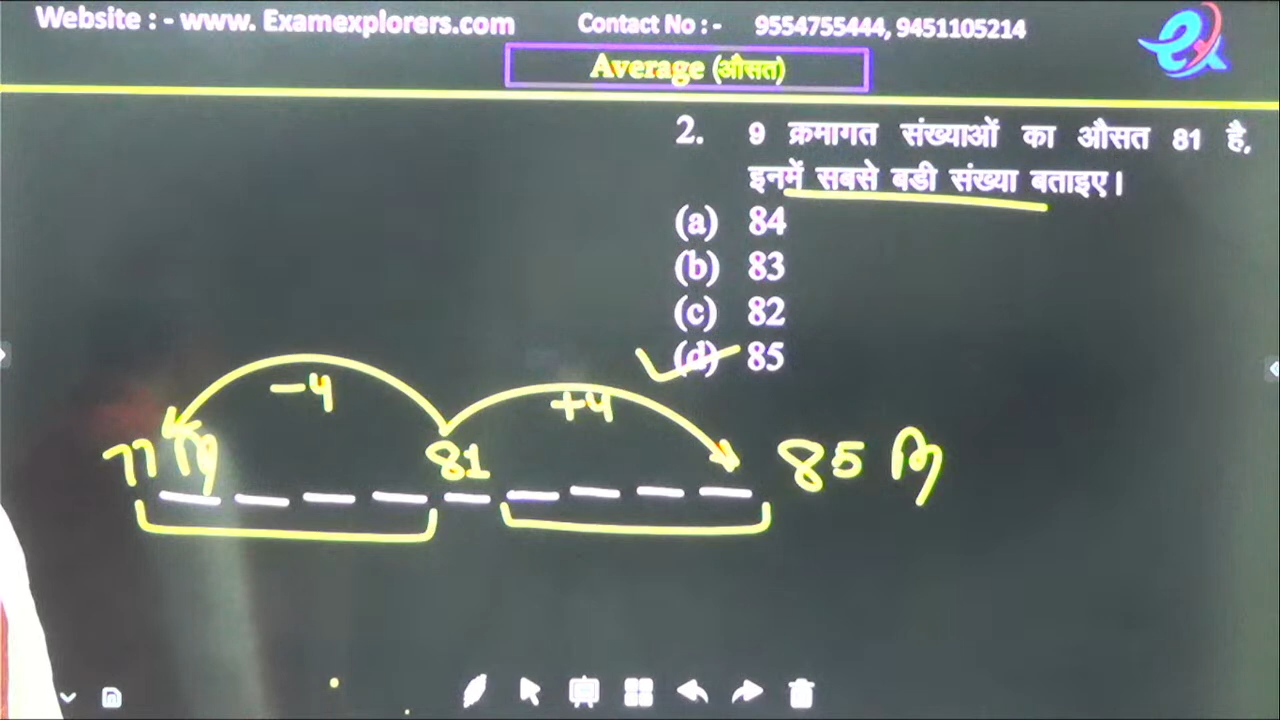 Website : - www. Examexplorers.com Contact No : - 9554755444, 9451105214
ex
Average (औसत)
2. 9 क्रमागत संख्याओं का औसत 81 है,
इनमें सबसे बडी संख्या बताइए।
(a) 84
(b) 83
(c) 82
(d) 85
-4 +4
77 81 85